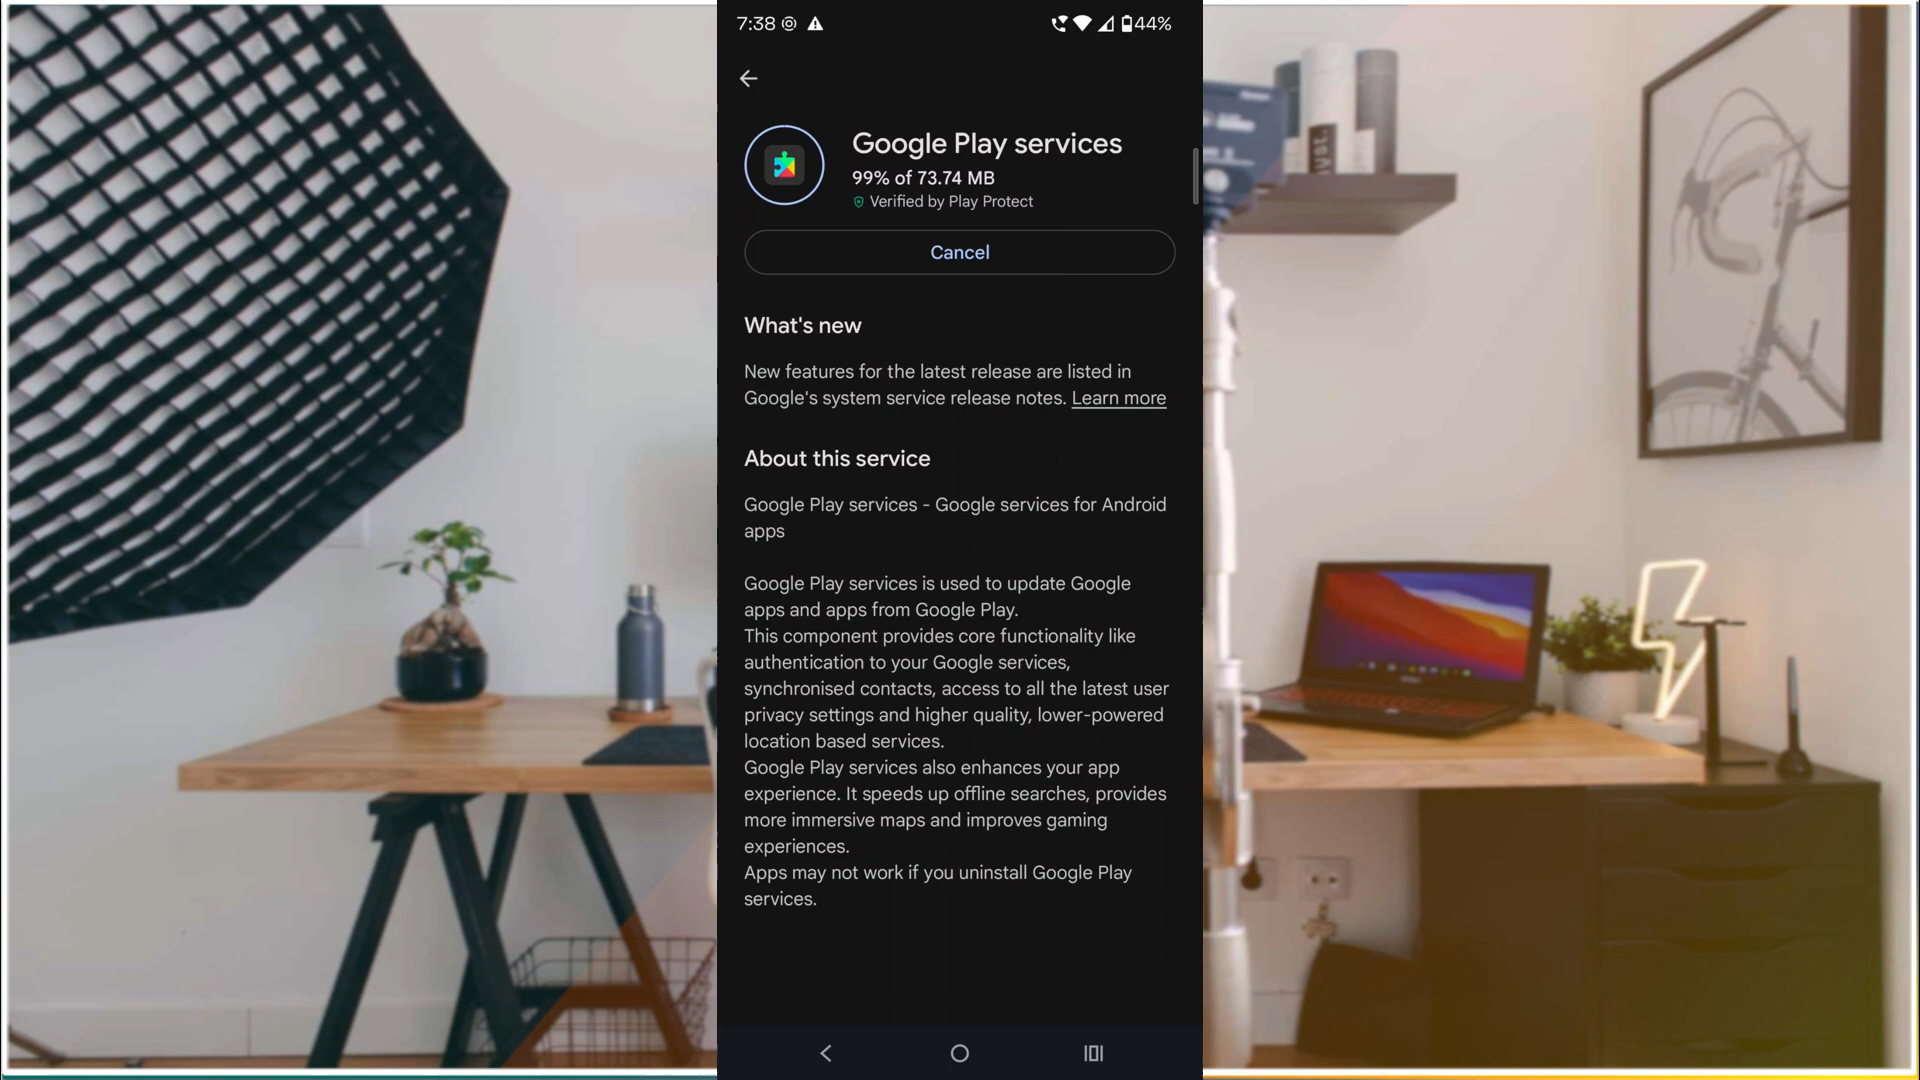 7:38
44%
Google Play services
99% of 73.74 MB
Verified by Play Protect
Cancel
What's new
New features for the latest release are listed in
Google's system service release notes. Learn more
About this service
Google Play services - Google services for Android
apps
Google Play services is used to update Google
apps and apps from Google Play.
This component provides core functionality like
authentication to your Google services,
synchronised contacts, access to all the latest user
privacy settings and higher quality, lower-powered
location based services.
Google Play services also enhances your app
experience. It speeds up offline searches, provides
more immersive maps and improves gaming
experiences.
Apps may not work if you uninstall Google Play
services.